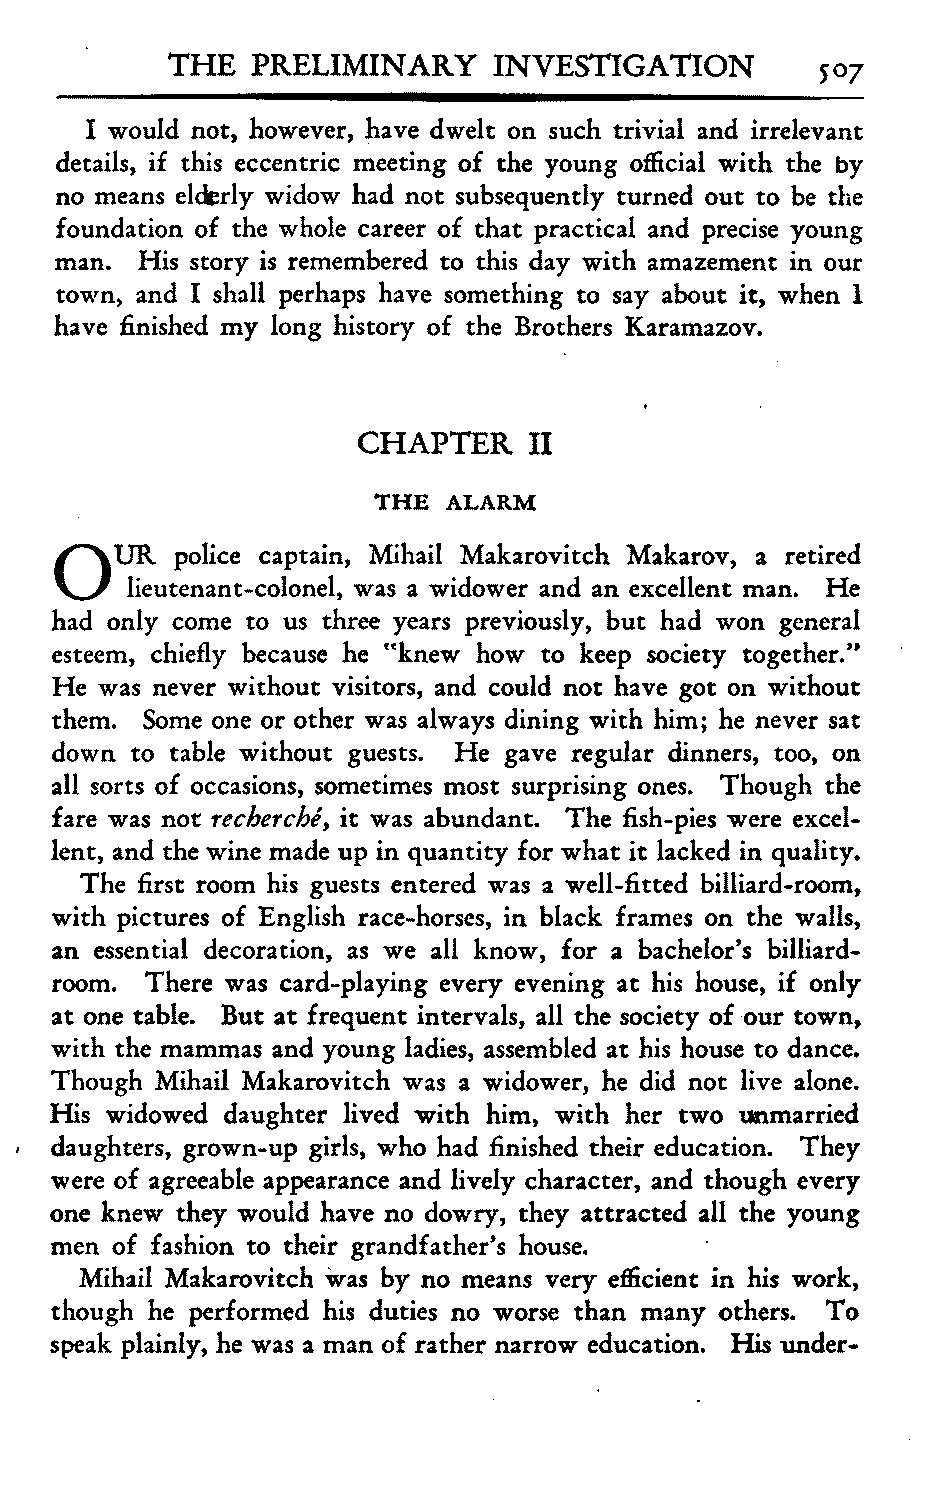 THE PRELIMINARY INVESTIGATION 507
I would not, however, have dwelt on such trivial and irrelevant
details, if this eccentric meeting of the young official with the by
no means elderly widow had not subsequently turned out to be the
foundation of the whole career of that practical and precise young
man. His story is remembered to this day with amazement in our
town, and I shall perhaps have something to say about it, when I
have finished my long history of the Brothers Karamazov.
CHAPTER II
THE ALARM
OUR police captain, Mihail Makarovitch Makarov, a retired
lieutenant-colonel, was a widower and an excellent man. He
had only come to us three years previously, but had won general
esteem, chiefly because he "knew how to keep society together."
He was never without visitors, and could not have got on without
them. Some one or other was always dining with him; he never sat
down to table without guests. He gave regular dinners, too, on
all sorts of occasions, sometimes most surprising ones. Though the
fare was not recherché, it was abundant. The fish-pies were excel-
lent, and the wine made up in quantity for what it lacked in quality.
The first room his guests entered was a well-fitted billiard-room,
with pictures of English race-horses, in black frames on the walls,
an essential decoration, as we all know, for a bachelor's billiard-
room. There was card-playing every evening at his house, if only
at one table. But at frequent intervals, all the society of our town,
with the mammas and young ladies, assembled at his house to dance.
Though Mihail Makarovitch was a widower, he did not live alone.
His widowed daughter lived with him, with her two unmarried
daughters, grown-up girls, who had finished their education. They
were of agreeable appearance and lively character, and though every
one knew they would have no dowry, they attracted all the young
men of fashion to their grandfather's house.
Mihail Makarovitch was by no means very efficient in his work,
though he performed his duties no worse than many others. To
speak plainly, he was a man of rather narrow education. His under-